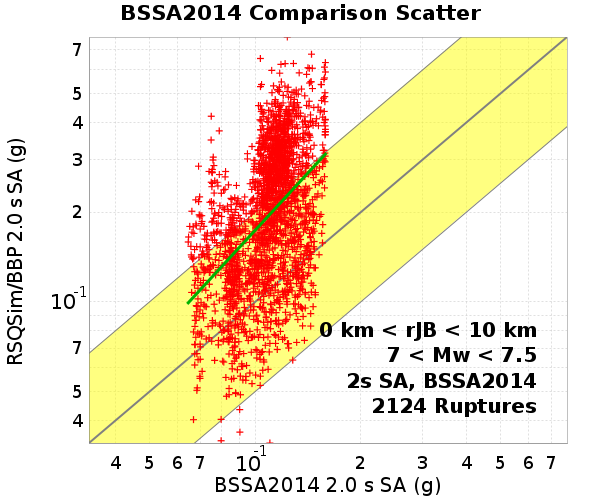 BSSA2014 Comparison Scatter
RSQSim/BBP 2.0 s SA (g)
7
5
4
3
2
10⁻¹
7
5
4
0 km < rJB < 10 km
7 < Mw < 7.5
2s SA, BSSA2014
2124 Ruptures
4 5 6 7 10⁻¹ 2 3 4 5 6 7
BSSA2014 2.0 s SA (g)